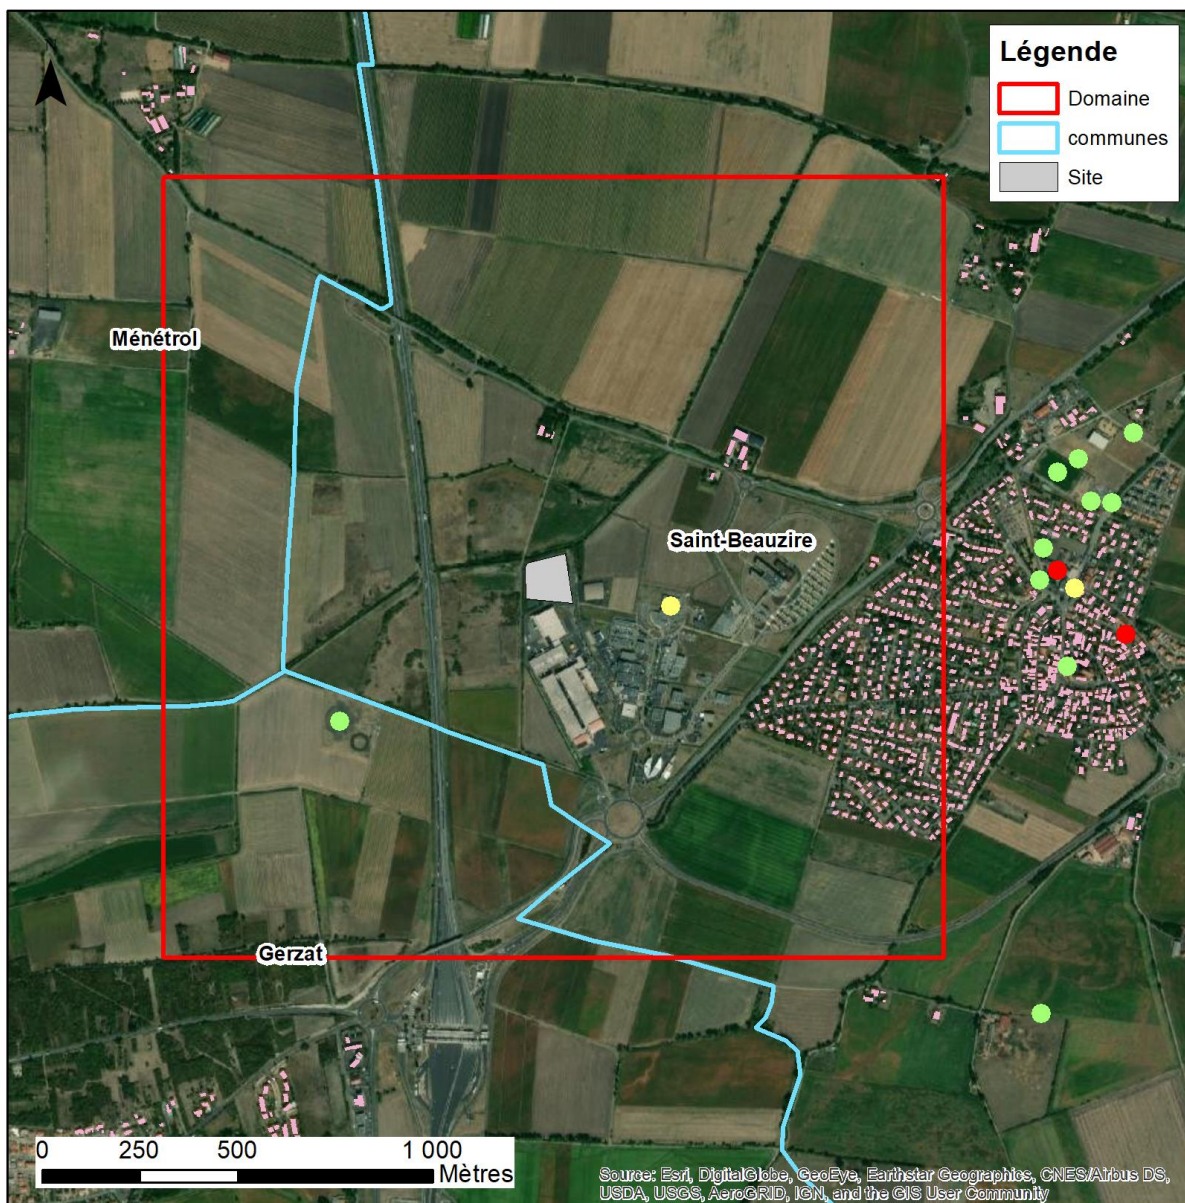 Légende
Domaine
communes
Site
Ménétrol
Saint-Beauzire
Gerzat
0 250 500 1 000
Mètres
Source: Esri, DigitalGlobe, GeoEye, Earthstar Geographics, CNES/Airbus DS,
USDA, USGS, AeroGRID, IGN, and the GIS User Community